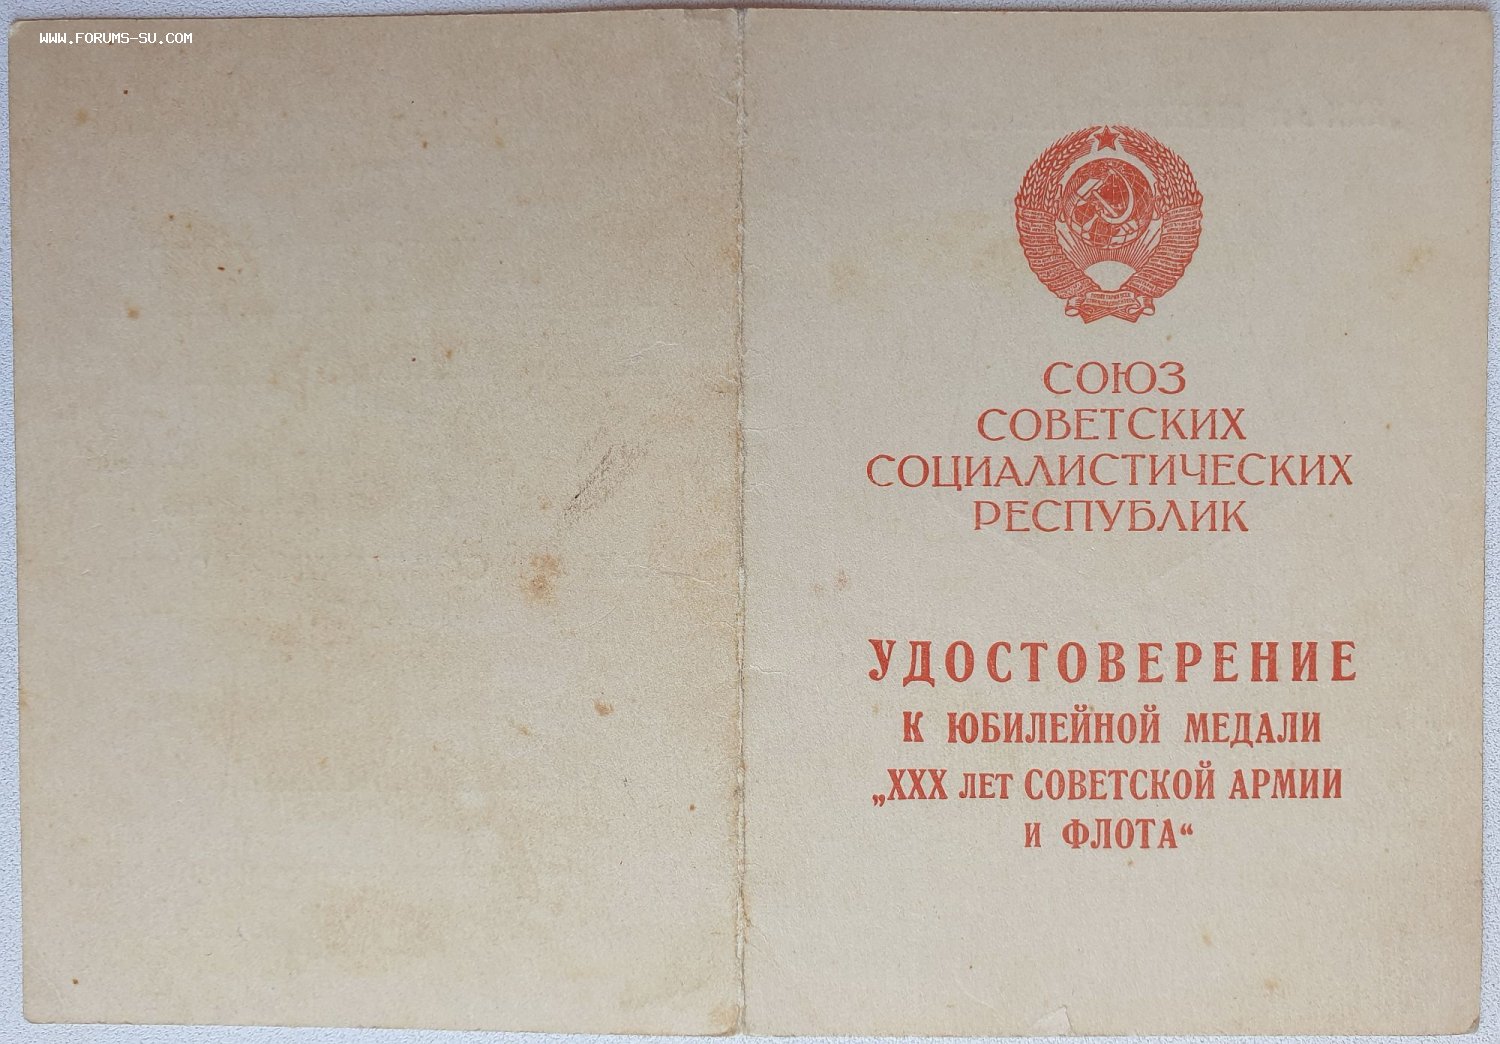 WWW.FORUMS-SU.COM
СОЮЗ
СОВЕТСКИХ
СОЦИАЛИСТИЧЕСКИХ
РЕСПУБЛИК
УДОСТОВЕРЕНИЕ
К ЮБИЛЕЙНОЙ МЕДАЛИ
„XXX ЛЕТ СОВЕТСКОЙ АРМИИ
И ФЛОТА“